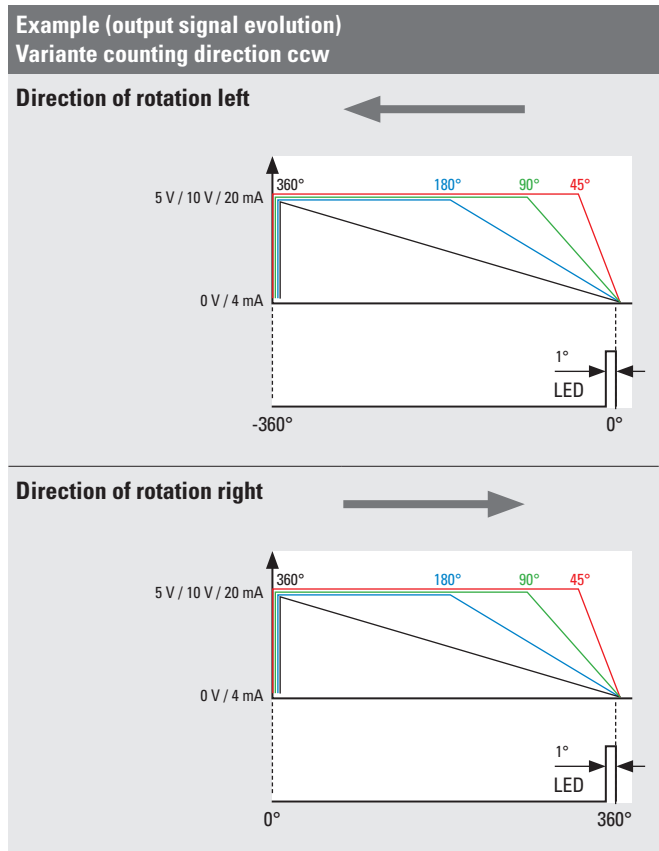 Example (output signal evolution)
Variante counting direction ccw
Direction of rotation left
360° 180° 90° 45°
5 V / 10 V / 20 mA
0 V / 4 mA
1°
LED
-360° 0°
Direction of rotation right
360° 180° 90° 45°
5 V / 10 V / 20 mA
0 V / 4 mA
1°
LED
0° 360°